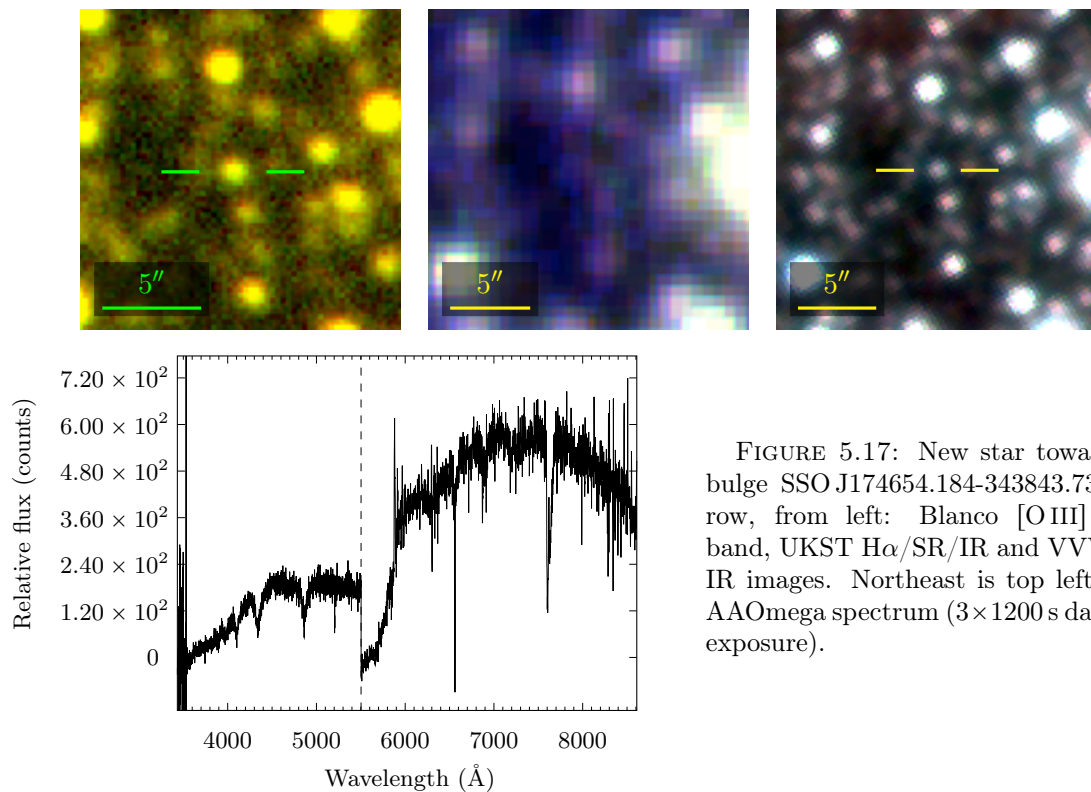 5″
5″
5″
7.20 × 10²
6.00 × 10²
4.80 × 10²
3.60 × 10²
2.40 × 10²
1.20 × 10²
0
Relative flux (counts)
4000 5000 6000 7000 8000
Wavelength (Å)
FIGURE 5.17: New star
bulge SSO J174654.184-343843.73
row, from left: Blanco [O III]
band, UKST Hα/SR/IR and
IR images. Northeast is top left
AAOmega spectrum (3×1200 s
exposure).